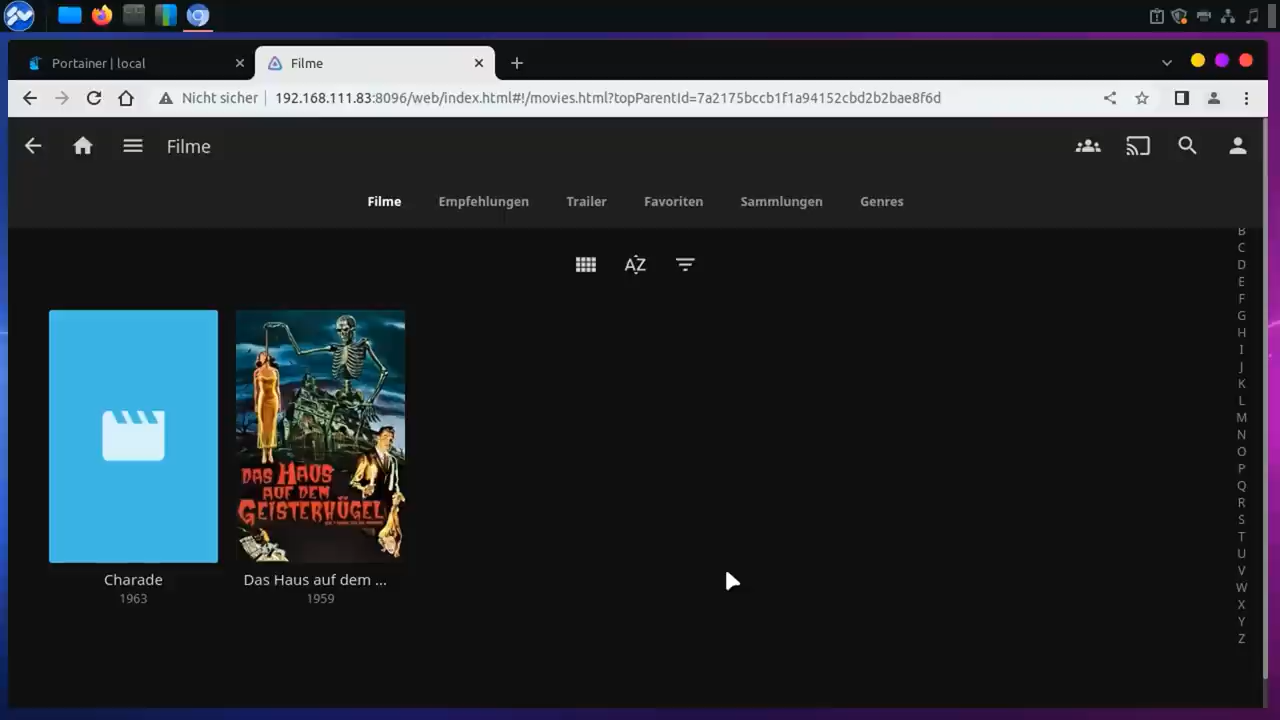 Portainer | local
Filme
Nicht sicher
192.168.111.83:8096/web/index.html#!/movies.html?topParentId=7a2175bccb1f1a94152cbd2b2bae8f6d
Filme
Filme Empfehlungen Trailer Favoriten Sammlungen Genres
AZ
DAS HAUS
AUF DEM
GEISTERHÜGEL
Charade
1963
Das Haus auf dem ...
1959
B
C
D
E
F
G
H
I
J
K
L
M
N
O
P
Q
R
S
T
U
V
W
X
Y
Z